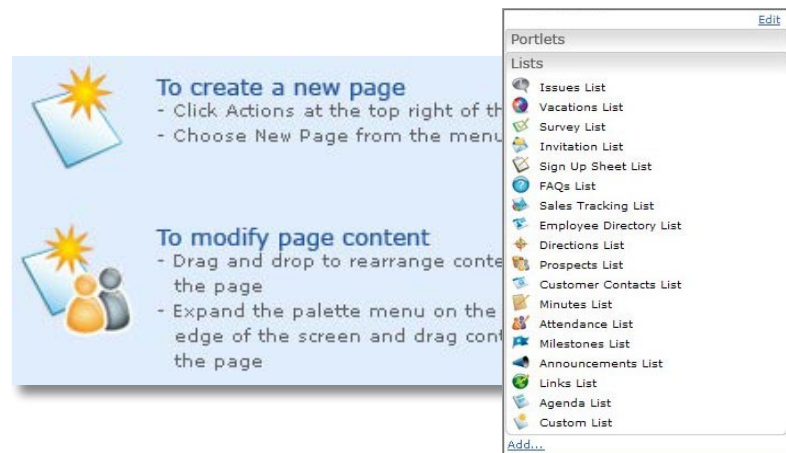 To create a new page
- Click Actions at the top right of
- Choose New Page from the menu
To modify page content
- Drag and drop to rearrange
the page
- Expand the palette menu on the
edge of the screen and drag
the page
Edit
Portlets
Lists
Issues List
Vacations List
Survey List
Invitation List
Sign Up Sheet List
FAQs List
Sales Tracking List
Employee Directory List
Directions List
Prospects List
Customer Contacts List
Minutes List
Attendance List
Milestones List
Announcements List
Links List
Agenda List
Custom List
Add...